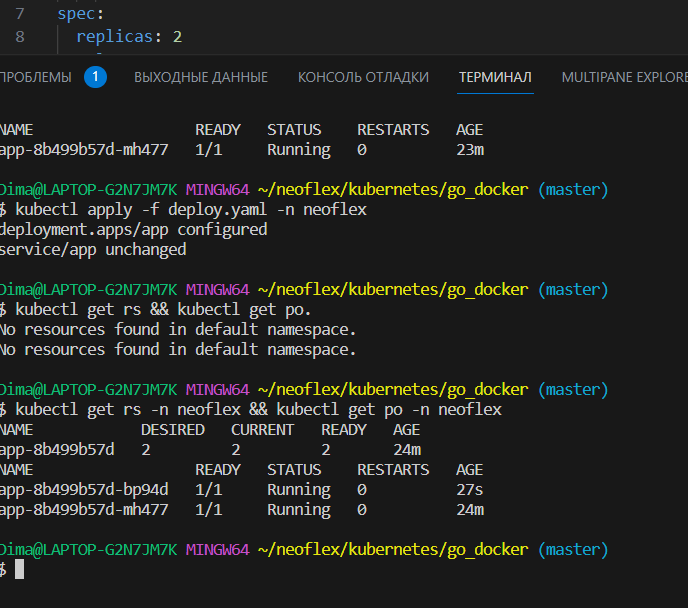 7 spec:
8 replicas: 2
ПРОБЛЕМЫ 1 ВЫХОДНЫЕ ДАННЫЕ КОНСОЛЬ ОТЛАДКИ ТЕРМИНАЛ MULTIPANE EXPLORE
NAME READY STATUS RESTARTS AGE
app-8b499b57d-mh477 1/1 Running 0 23m
Dima@LAPTOP-G2N7JM7K MINGW64 ~/neoflex/kubernetes/go_docker (master)
$ kubectl apply -f deploy.yaml -n neoflex
deployment.apps/app configured
service/app unchanged
Dima@LAPTOP-G2N7JM7K MINGW64 ~/neoflex/kubernetes/go_docker (master)
$ kubectl get rs && kubectl get po.
No resources found in default namespace.
No resources found in default namespace.
Dima@LAPTOP-G2N7JM7K MINGW64 ~/neoflex/kubernetes/go_docker (master)
$ kubectl get rs -n neoflex && kubectl get po -n neoflex
NAME DESIRED CURRENT READY AGE
app-8b499b57d 2 2 2 24m
NAME READY STATUS RESTARTS AGE
app-8b499b57d-bp94d 1/1 Running 0 27s
app-8b499b57d-mh477 1/1 Running 0 24m
Dima@LAPTOP-G2N7JM7K MINGW64 ~/neoflex/kubernetes/go_docker (master)
$